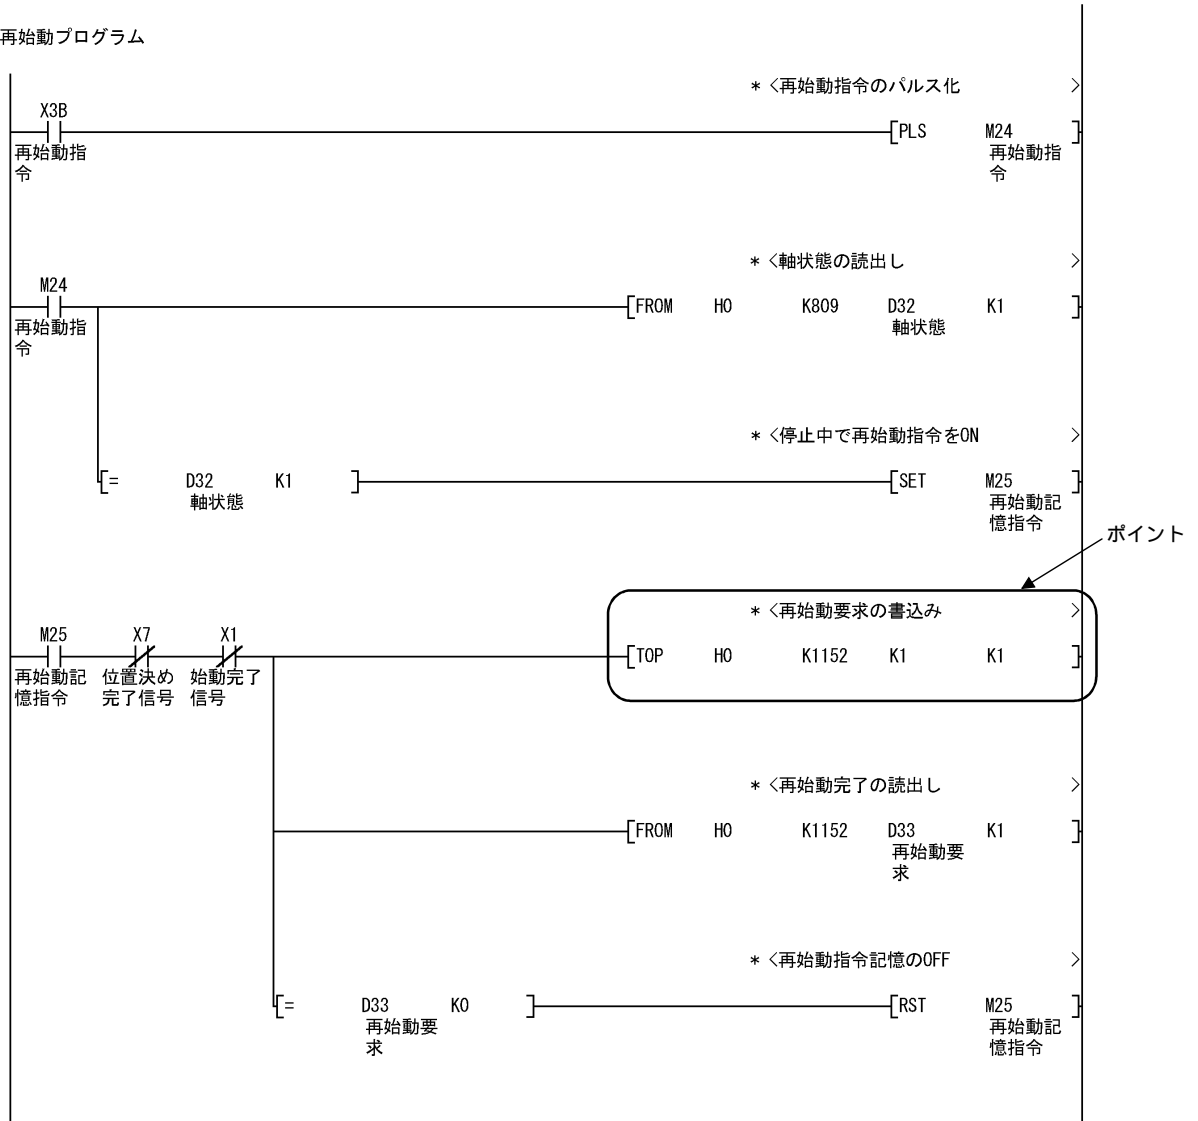 再始動プログラム
* <再始動指令のパルス化 >
X3B
[PLS M24 ]
再始動指令
再始動指令
* <軸状態の読出し >
M24
[FROM H0 K809 D32 K1 ]
再始動指令
軸状態
* <停止中で再始動指令をON >
[= D32 K1 ] [SET M25 ]
軸状態
再始動記憶指令
ポイント
* <再始動要求の書込み >
M25 X7 X1
[TOP H0 K1152 K1 K1 ]
再始動記憶指令
位置決め完了信号
始動完了信号
* <再始動完了の読出し >
[FROM H0 K1152 D33 K1 ]
再始動要求
* <再始動指令記憶のOFF >
[= D33 K0 ] [RST M25 ]
再始動要求
再始動記憶指令